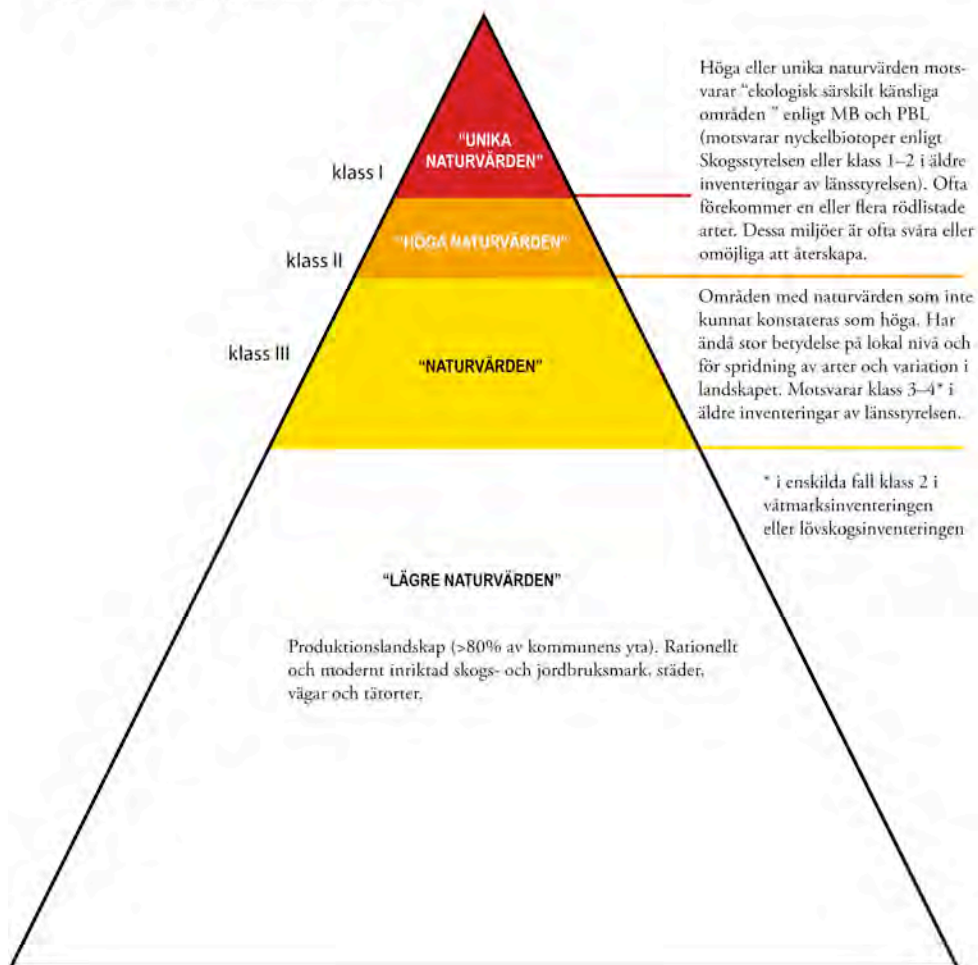 klass I
"UNIKA
NATURVÄRDEN"
Höga eller unika naturvärden mots-
varar "ekologisk särskilt känsliga
områden " enligt MB och PBL
(motsvarar nyckelbiotoper enligt
Skogsstyrelsen eller klass 1–2 i äldre
inventeringar av länsstyrelsen). Ofta
förekommer en eller flera rödlistade
arter. Dessa miljöer är ofta svåra eller
omöjliga att återskapa.
klass II
"HÖGA NATURVÄRDEN"
klass III
"NATURVÄRDEN"
Områden med naturvärden som inte
kunnat konstateras som höga. Har
ändå stor betydelse på lokal nivå och
för spridning av arter och variation i
landskapet. Motsvarar klass 3–4* i
äldre inventeringar av länsstyrelsen.
* i enskilda fall klass 2 i
våtmarksinventeringen
eller lövskogsinventeringen
"LÄGRE NATURVÄRDEN"
Produktionslandskap (>80% av kommunens yta). Rationellt
och modernt inriktad skogs- och jordbruksmark, städer,
vägar och tätorter.